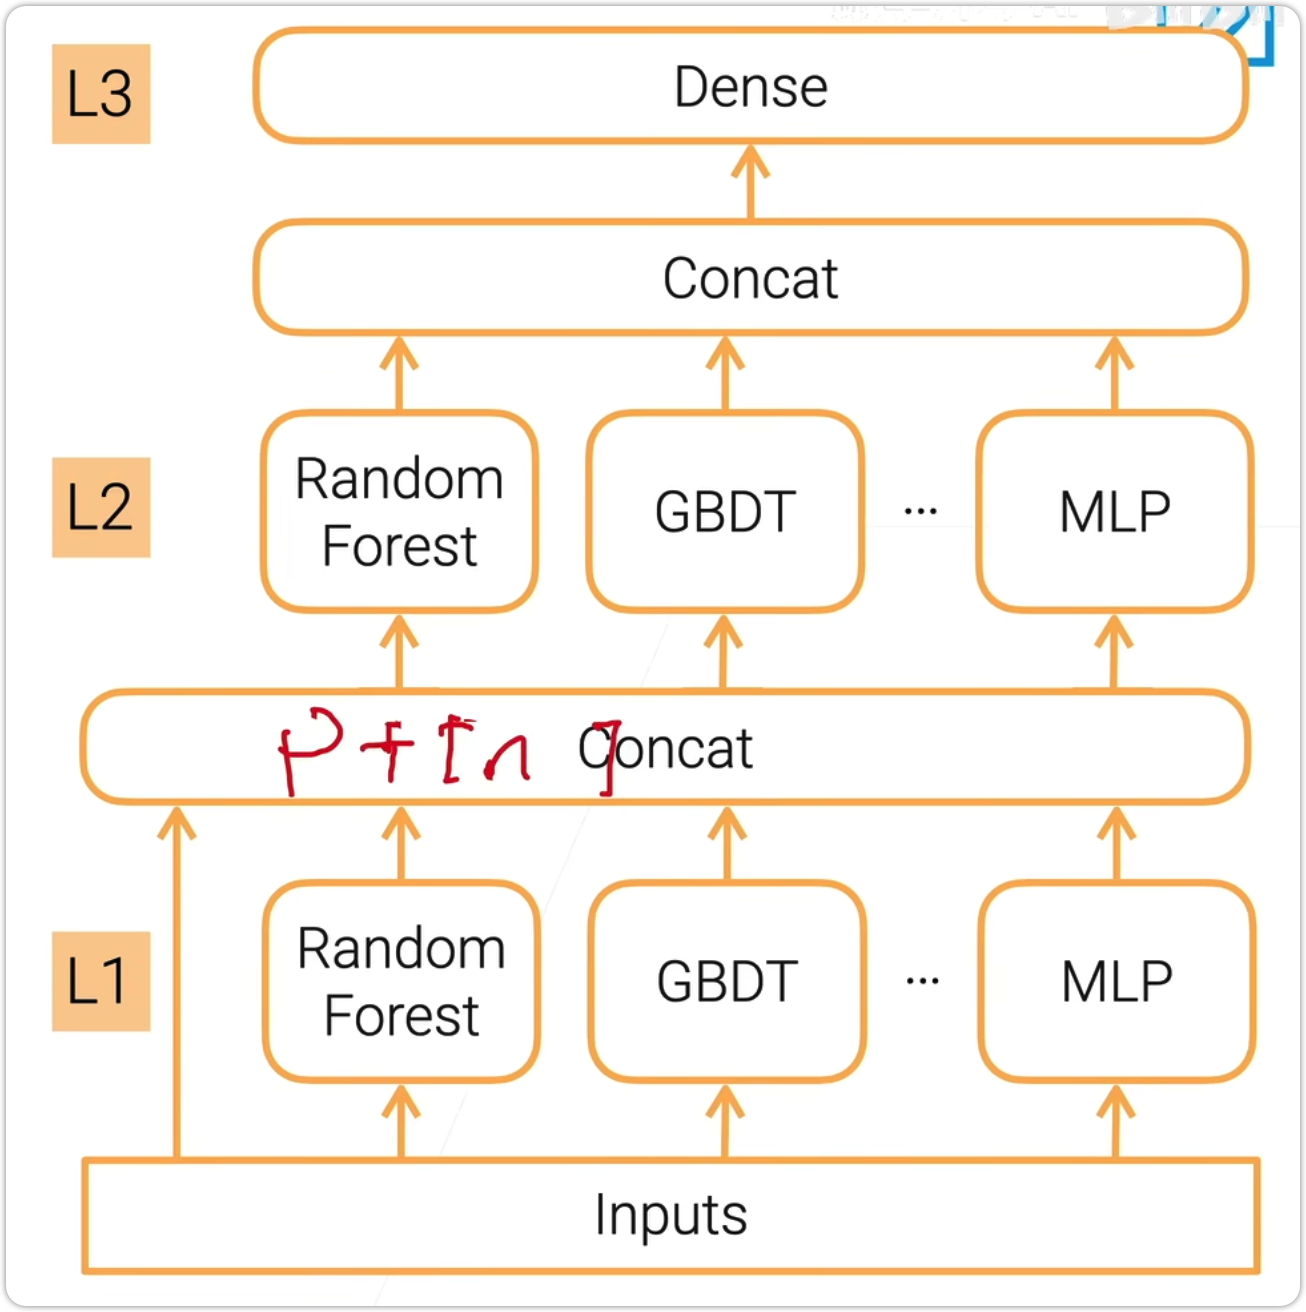 L3
Dense
Concat
L2
Random
Forest
GBDT
...
MLP
P+[n ]
Concat
L1
Random
Forest
GBDT
...
MLP
Inputs